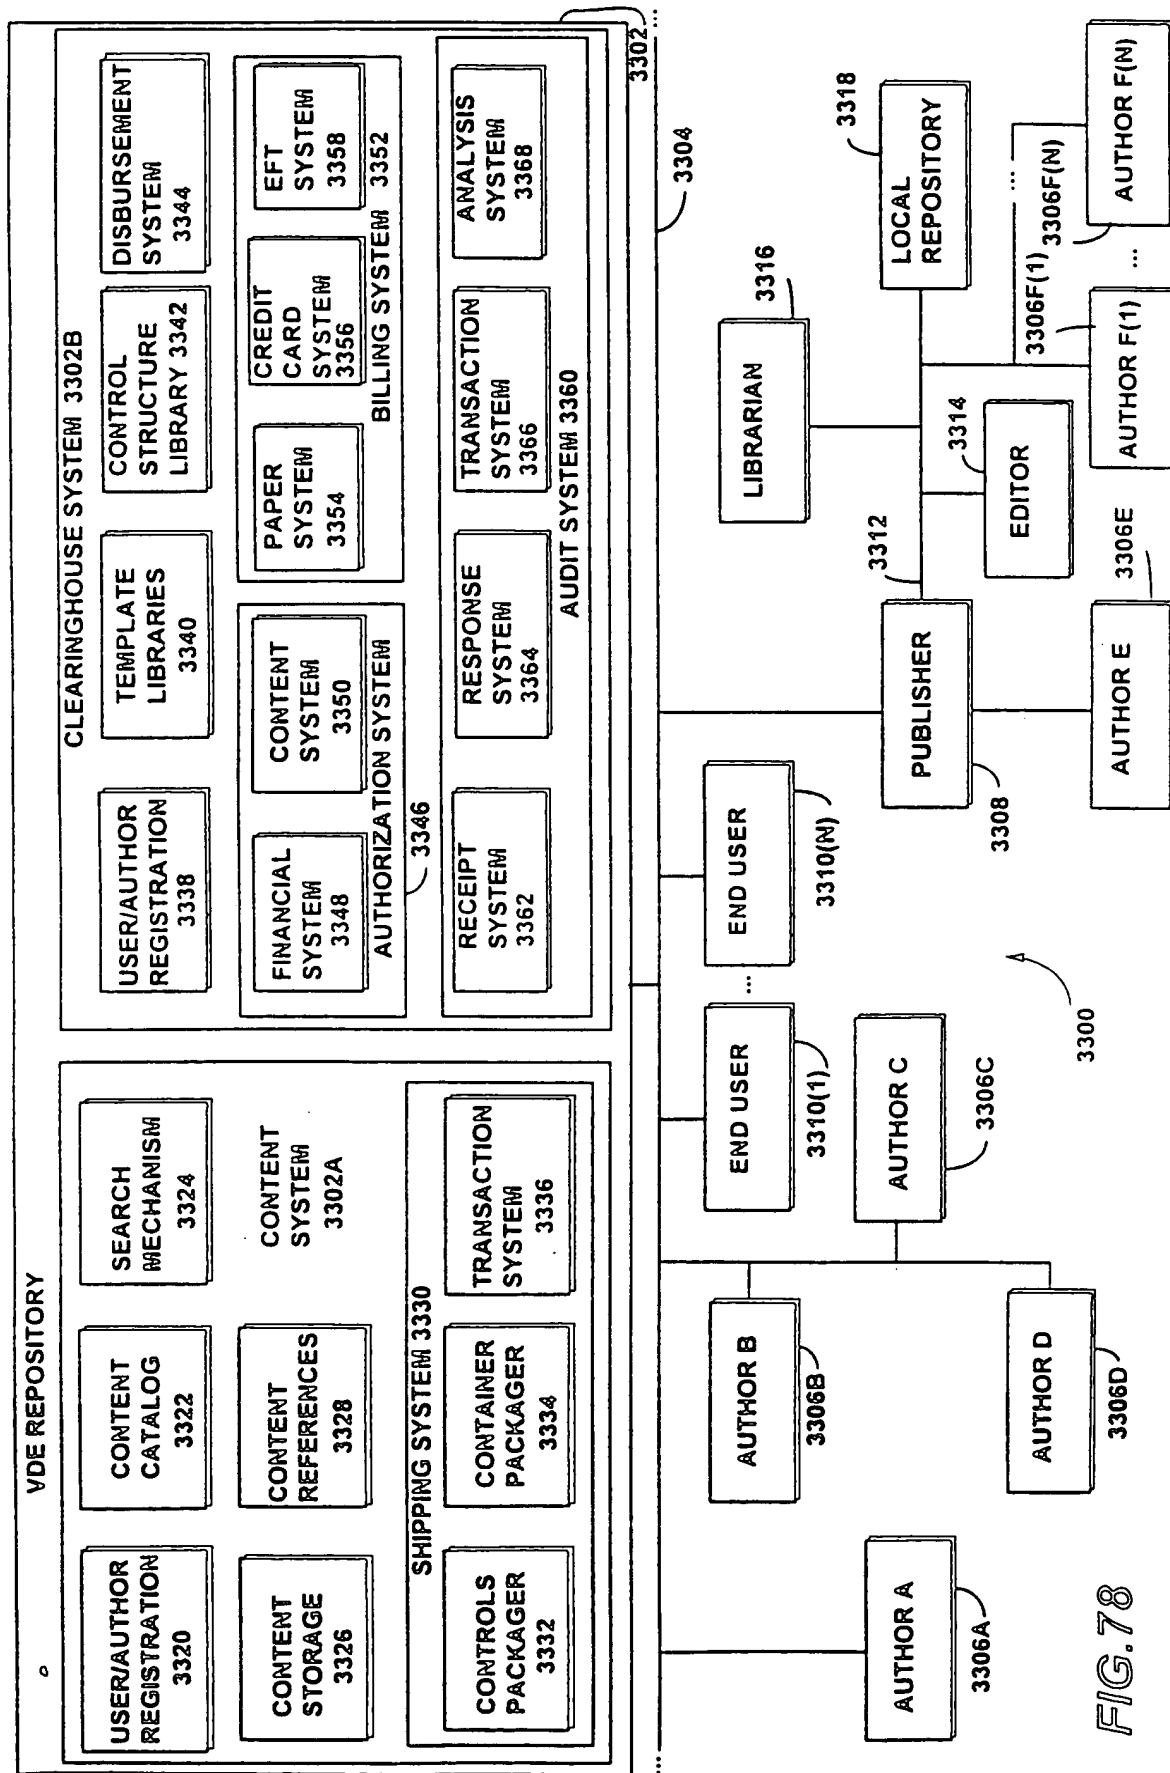 VDE REPOSITORY
3302
USER/AUTHOR
REGISTRATION
3320
CONTENT
CATALOG
3322
SEARCH
MECHANISM
3324
CONTENT
STORAGE
3326
CONTENT
REFERENCES
3328
CONTENT
SYSTEM
3302A
SHIPPING SYSTEM 3330
CONTROLS
PACKAGER
3332
CONTAINER
PACKAGER
3334
TRANSACTION
SYSTEM
3336
CLEARINGHOUSE SYSTEM 3302B
USER/AUTHOR
REGISTRATION
3338
TEMPLATE
LIBRARIES
3340
CONTROL
STRUCTURE
LIBRARY 3342
DISBURSEMENT
SYSTEM
3344
FINANCIAL
SYSTEM
3348
CONTENT
SYSTEM
3350
AUTHORIZATION SYSTEM
3346
PAPER
SYSTEM
3354
CREDIT
CARD
SYSTEM
3356
EFT
SYSTEM
3358
BILLING SYSTEM 3352
RECEIPT
SYSTEM
3362
RESPONSE
SYSTEM
3364
TRANSACTION
SYSTEM
3366
ANALYSIS
SYSTEM
3368
AUDIT SYSTEM 3360
...
...
3304
AUTHOR A
3306A
AUTHOR B
3306B
AUTHOR C
3306C
AUTHOR D
3306D
END USER
3310(1)
...
END USER
3310(N)
3300
PUBLISHER
3308
3312
AUTHOR E
3306E
LIBRARIAN
3316
EDITOR
3314
LOCAL
REPOSITORY
3318
AUTHOR F(1)
3306F(1)
...
...
AUTHOR F(N)
3306F(N)
FIG. 78